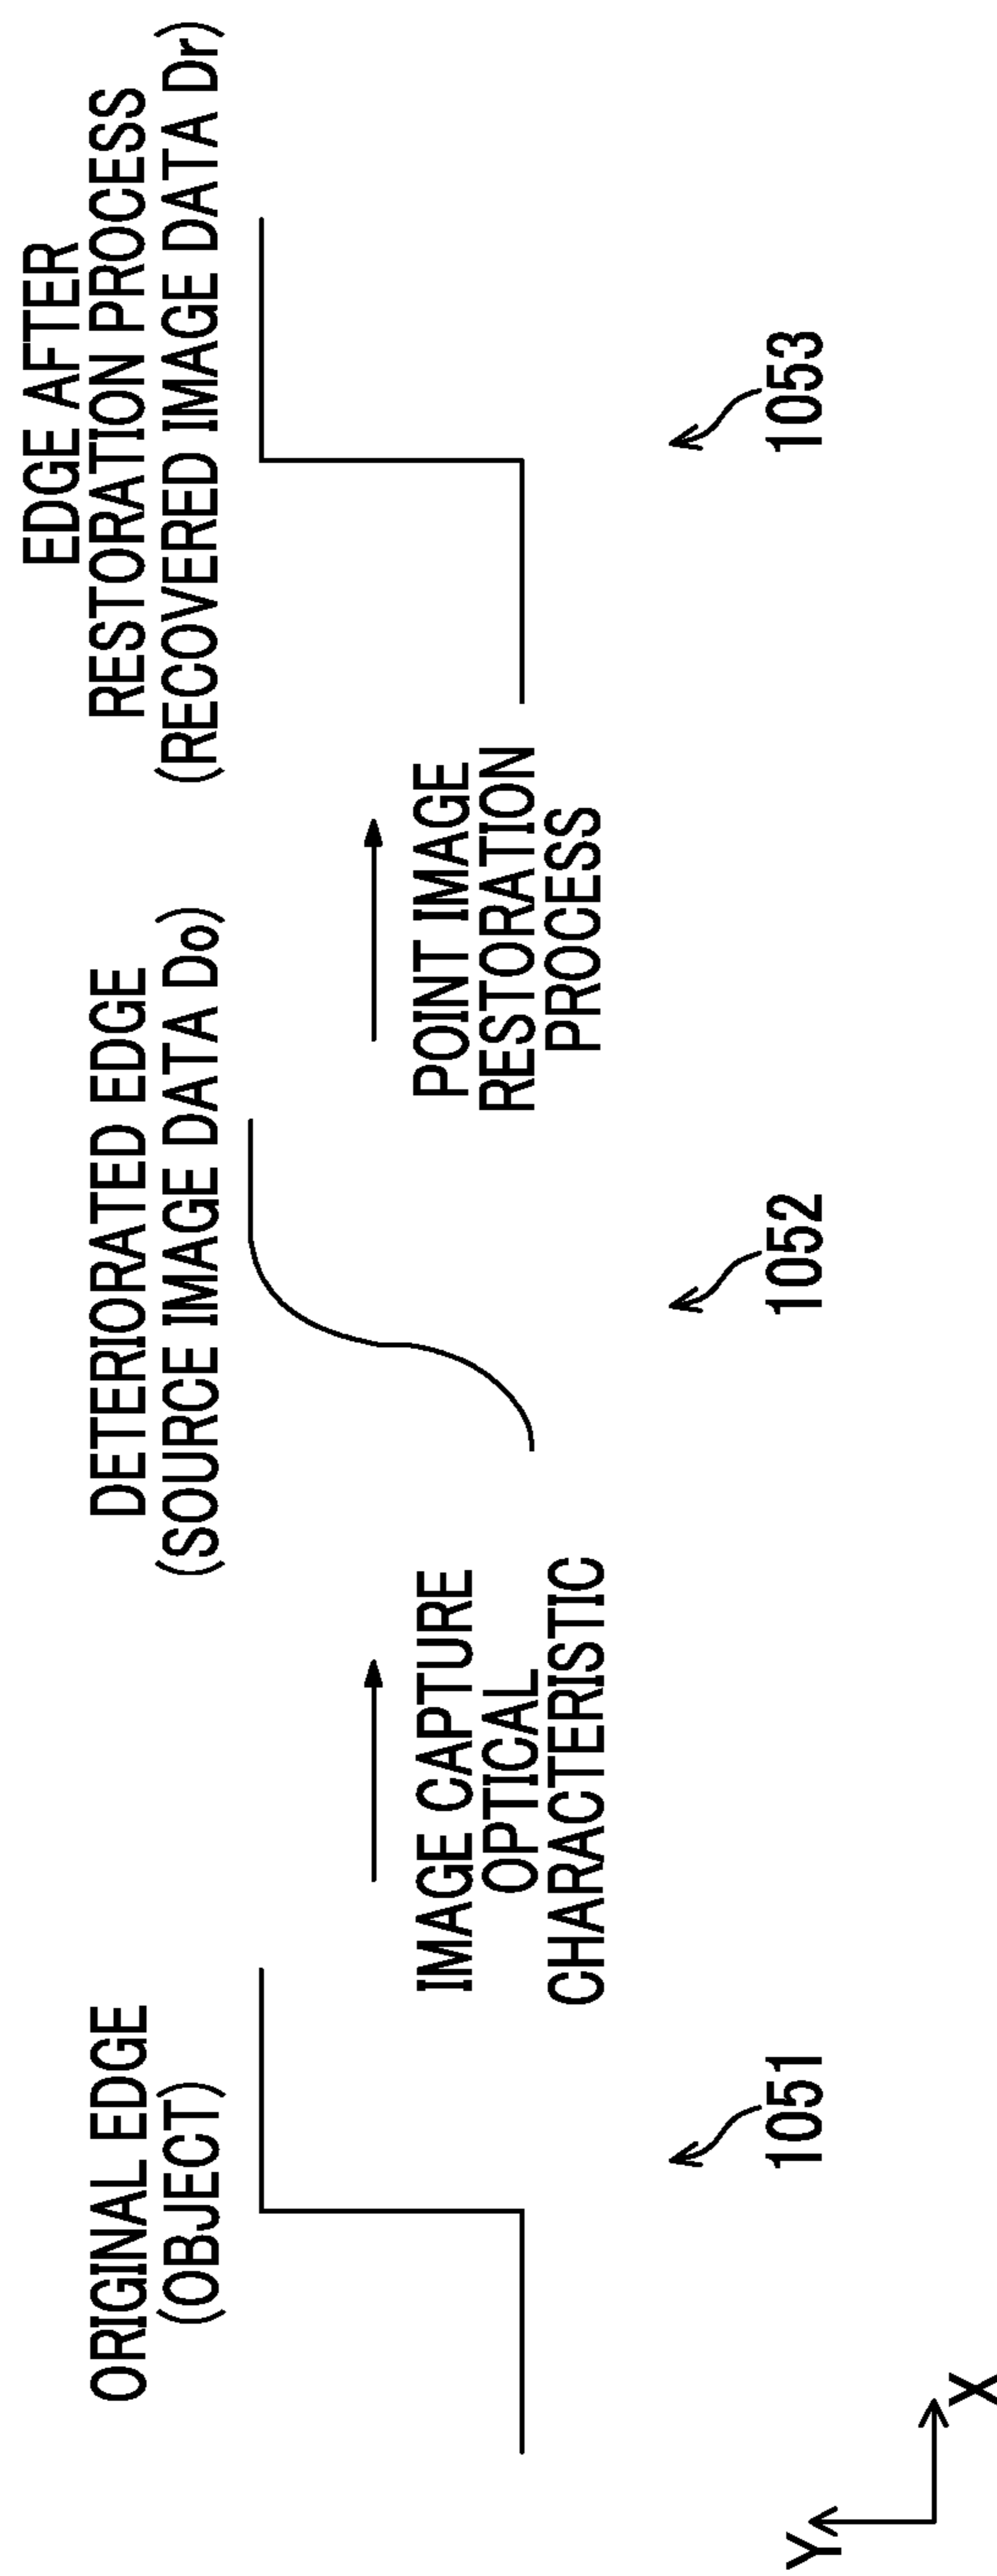 ORIGINAL EDGE
(OBJECT)
IMAGE CAPTURE
OPTICAL
CHARACTERISTIC
DETERIORATED EDGE
(SOURCE IMAGE DATA Do)
POINT IMAGE
RESTORATION
PROCESS
EDGE AFTER
RESTORATION PROCESS
(RECOVERED IMAGE DATA Dr)
1051
1052
1053
Y
X